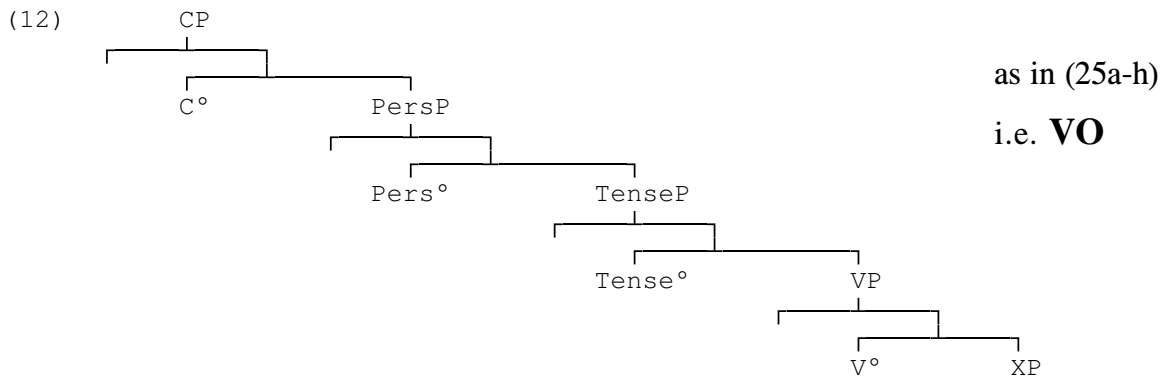 (12) CP
as in (25a-h)
C° PersP
i.e. VO
Pers° TenseP
Tense° VP
V° XP